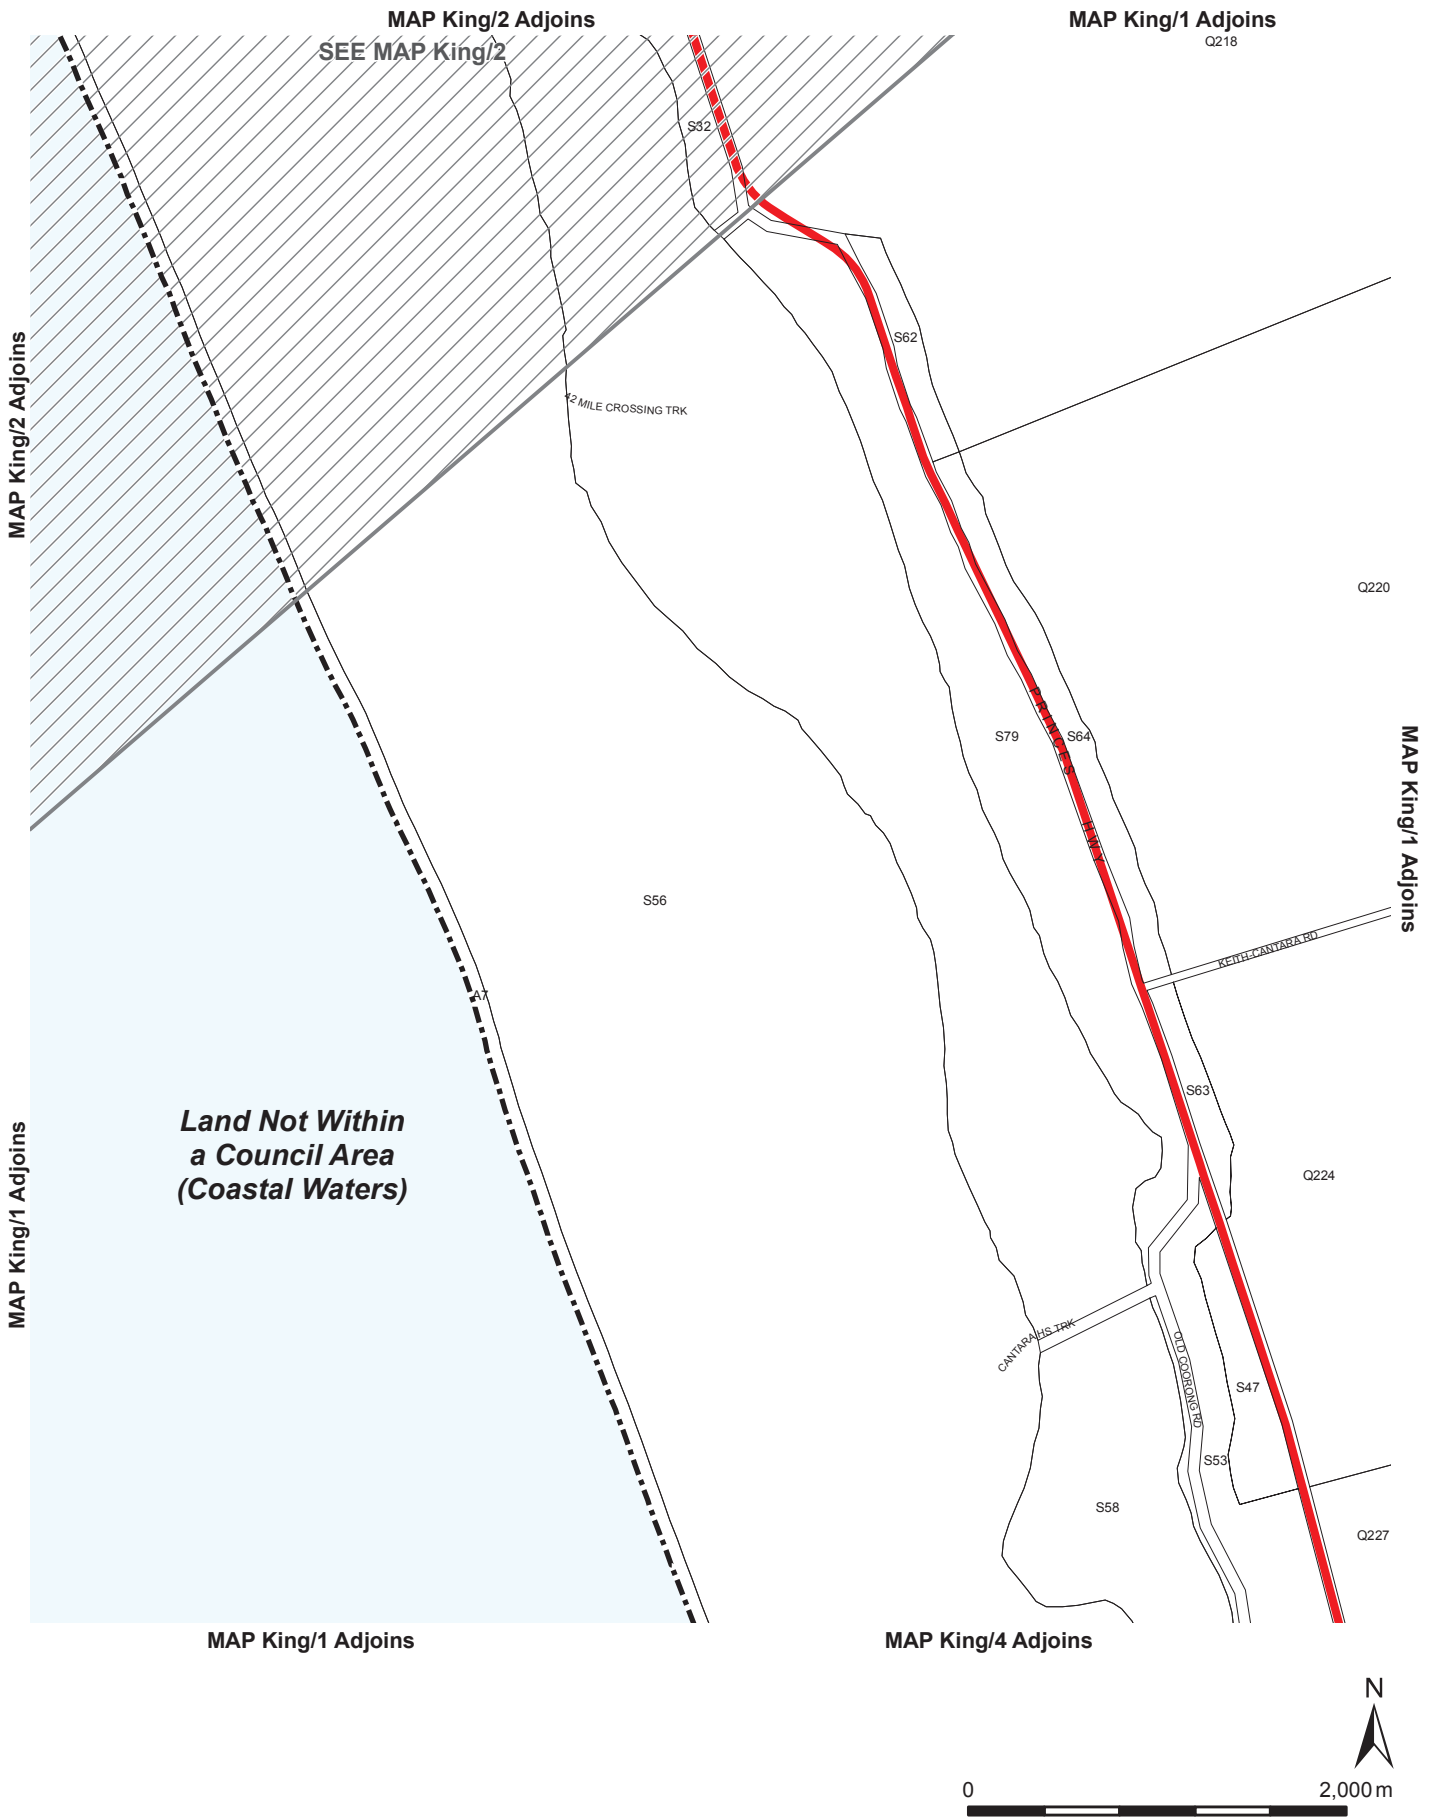 MAP King/2 Adjoins
MAP King/1 Adjoins
Q218
SEE MAP King/2
S32
S62
MAP King/2 Adjoins
42 MILE CROSSING TRK
Q220
S79
S64
PRINCES HWY
MAP King/1 Adjoins
S56
KEITH-CANTARA RD
A7
S63
Land Not Within
a Council Area
(Coastal Waters)
MAP King/1 Adjoins
Q224
CANTARA HS TRK
OLD COORONG RD
S47
S53
S58
Q227
MAP King/1 Adjoins
MAP King/4 Adjoins
N
0
2,000 m